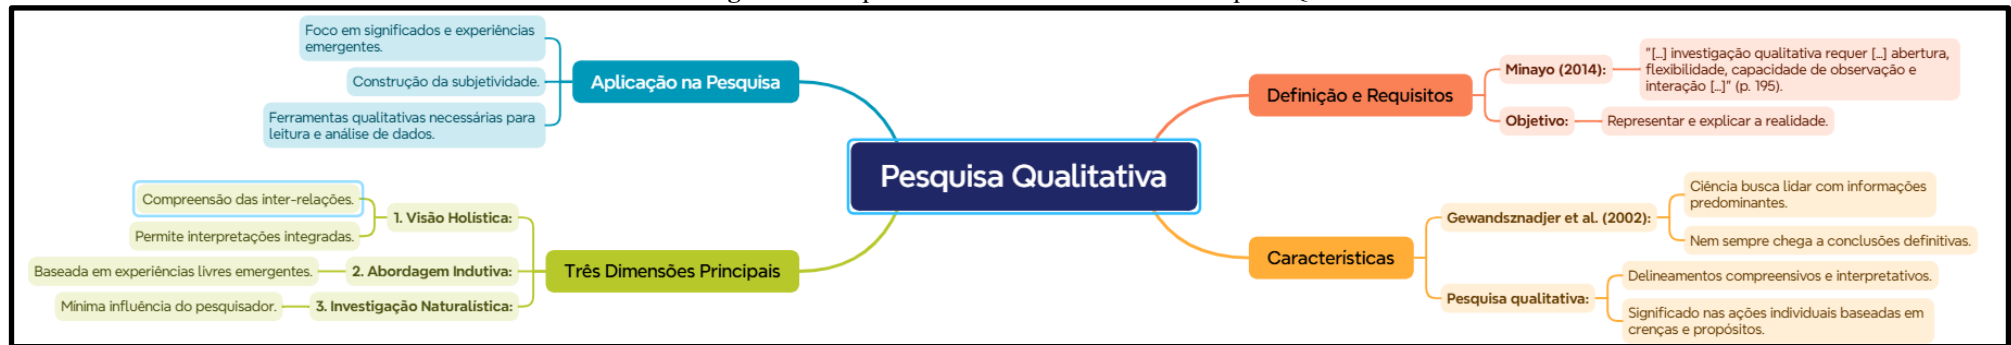 Pesquisa Qualitativa
Aplicação na Pesquisa
Foco em significados e experiências
emergentes.
Construção da subjetividade.
Ferramentas qualitativas necessárias para
leitura e análise de dados.
Três Dimensões Principais
1. Visão Holística:
Compreensão das inter-relações.
Permite interpretações integradas.
2. Abordagem Indutiva:
Baseada em experiências livres emergentes.
3. Investigação Naturalística:
Mínima influência do pesquisador.
Definição e Requisitos
Minayo (2014):
"[...] investigação qualitativa requer [...] abertura,
flexibilidade, capacidade de observação e
interação [...]" (p. 195).
Objetivo:
Representar e explicar a realidade.
Características
Gewandsznadjer et al. (2002):
Ciência busca lidar com informações
predominantes.
Nem sempre chega a conclusões definitivas.
Pesquisa qualitativa:
Delineamentos compreensivos e interpretativos.
Significado nas ações individuais baseadas em
crenças e propósitos.